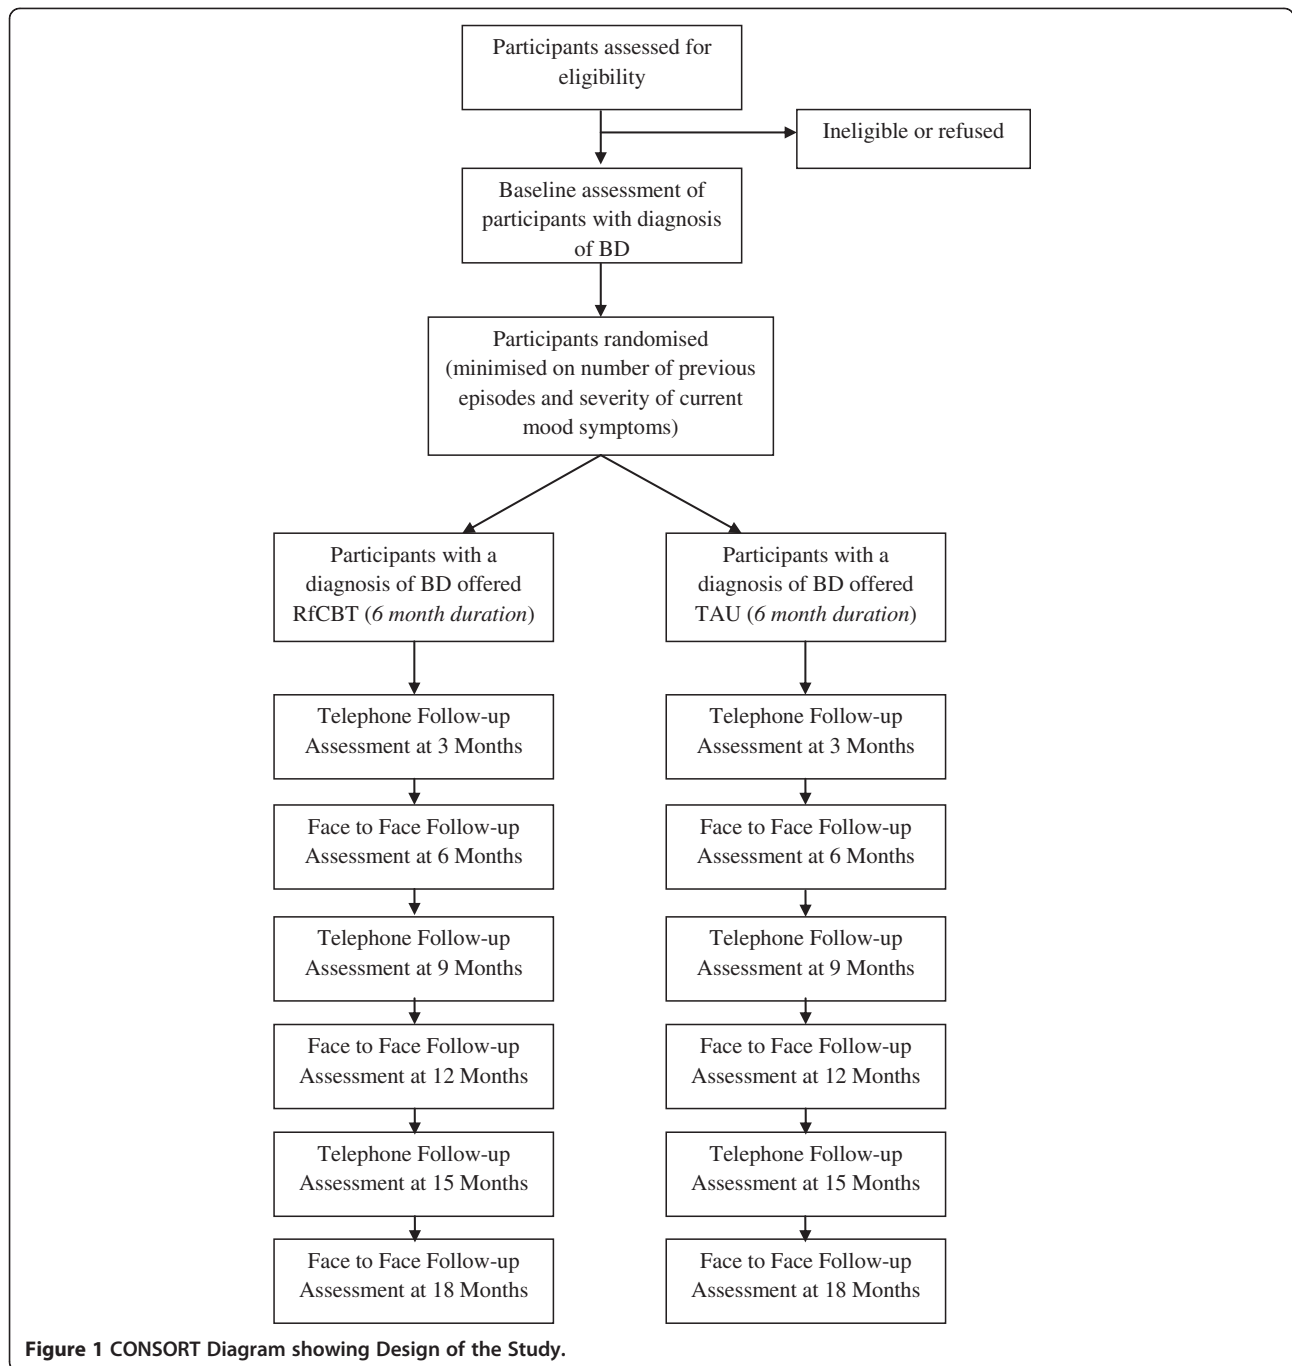 Participants assessed for
eligibility
Ineligible or refused
Baseline assessment of
participants with diagnosis
of BD
Participants randomised
(minimised on number of previous
episodes and severity of current
mood symptoms)
Participants with a
diagnosis of BD offered
RfCBT (6 month duration)
Participants with a
diagnosis of BD offered
TAU (6 month duration)
Telephone Follow-up
Assessment at 3 Months
Telephone Follow-up
Assessment at 3 Months
Face to Face Follow-up
Assessment at 6 Months
Face to Face Follow-up
Assessment at 6 Months
Telephone Follow-up
Assessment at 9 Months
Telephone Follow-up
Assessment at 9 Months
Face to Face Follow-up
Assessment at 12 Months
Face to Face Follow-up
Assessment at 12 Months
Telephone Follow-up
Assessment at 15 Months
Telephone Follow-up
Assessment at 15 Months
Face to Face Follow-up
Assessment at 18 Months
Face to Face Follow-up
Assessment at 18 Months
Figure 1 CONSORT Diagram showing Design of the Study.